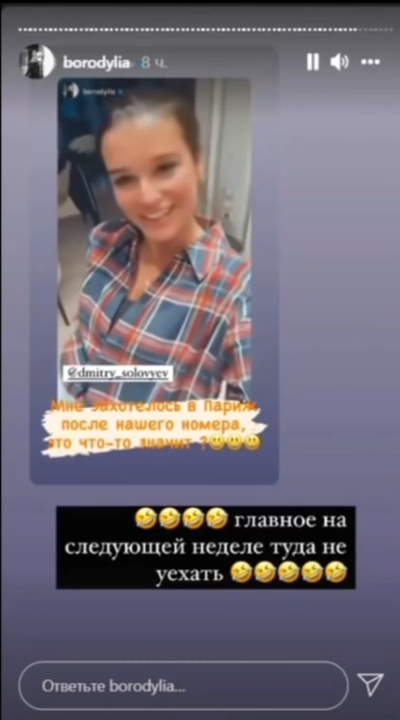 borodylia 8 ч.
borodylia
@dmitry_solovyev
Мне захотелось в Париж
после нашего номера,
это что-то значит ?😀😀😀
🤣🤣🤣🤣 главное на
следующей неделе туда не
уехать 🤣🤣🤣🤣🤣
Ответьте borodylia...